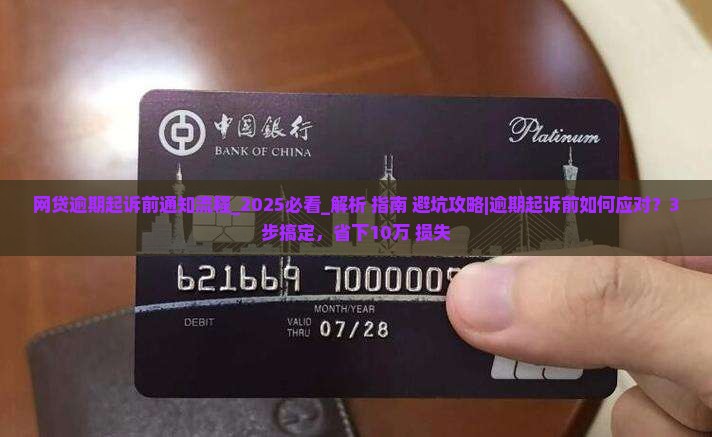 中国银行
BANK OF CHINA
Platinum
网贷逾期起诉前通知流程_2025必看_解析 指南 避坑攻略|逾期起诉前如何应对？3
步搞定，省下10万 损失
621669 7000009
MONTH/YEAR
DEBIT
VALID
THRU 07/28